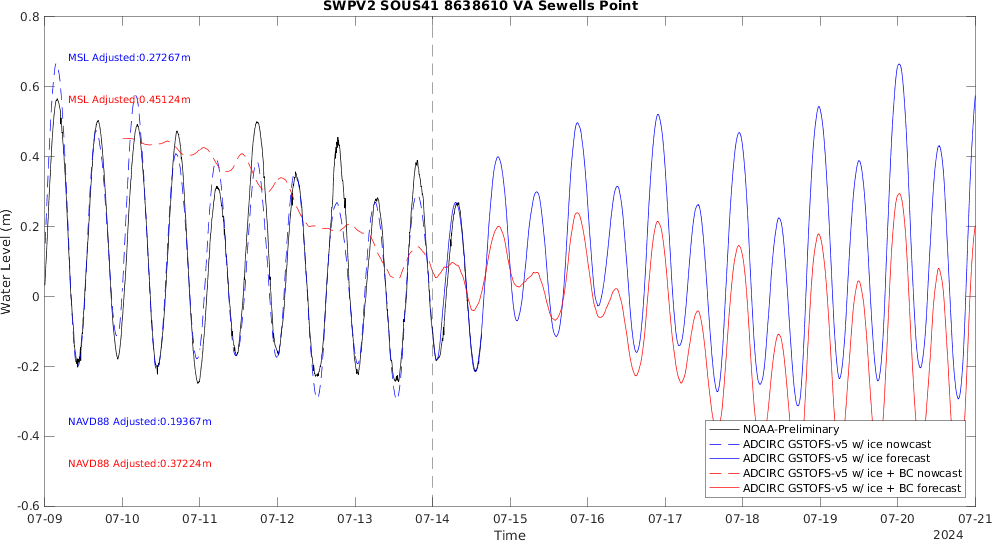 SWPV2 SOUS41 8638610 VA Sewells Point
0.8
0.6
0.4
0.2
0
-0.2
-0.4
-0.6
Water Level (m)
MSL Adjusted:0.27267m
MSL Adjusted:0.45124m
NAVD88 Adjusted:0.19367m
NAVD88 Adjusted:0.37224m
NOAA-Preliminary
ADCIRC GSTOFS-v5 w/ ice nowcast
ADCIRC GSTOFS-v5 w/ ice forecast
ADCIRC GSTOFS-v5 w/ ice + BC nowcast
ADCIRC GSTOFS-v5 w/ ice + BC forecast
07-09 07-10 07-11 07-12 07-13 07-14 07-15 07-16 07-17 07-18 07-19 07-20 07-21
Time
2024